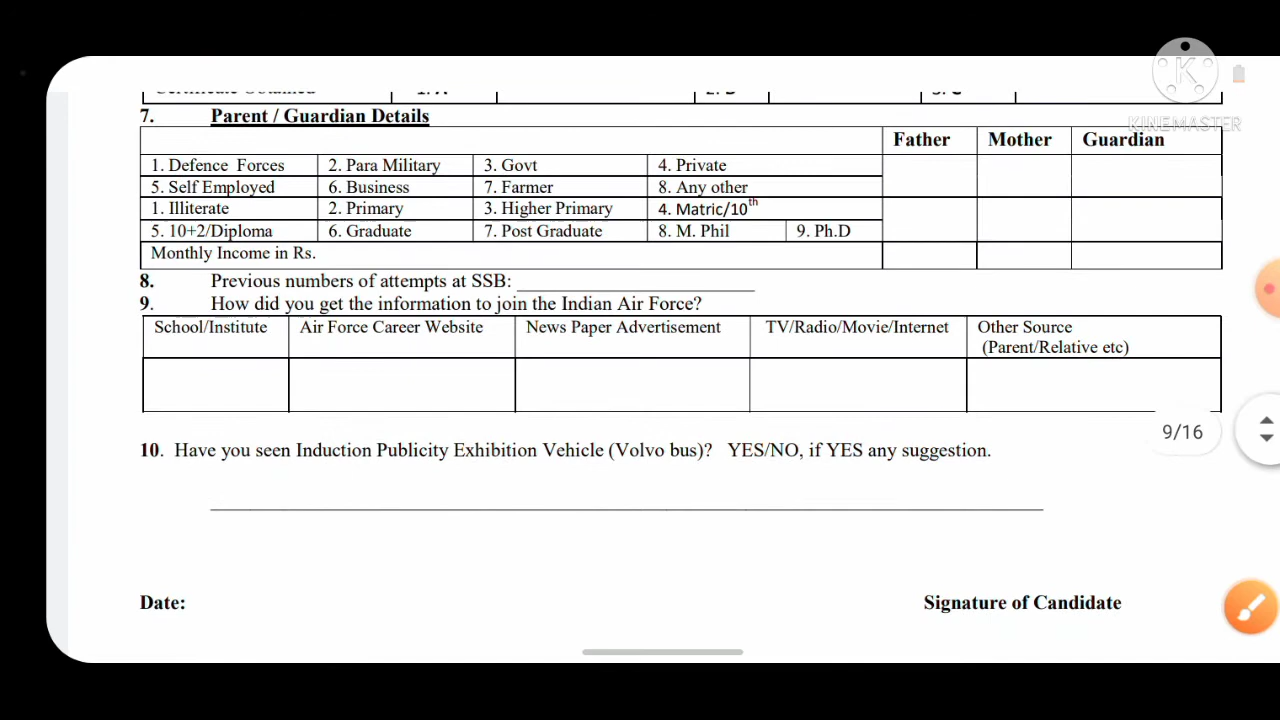 KINEMASTER
7. Parent / Guardian Details
Father Mother Guardian
1. Defence Forces 2. Para Military 3. Govt 4. Private
5. Self Employed 6. Business 7. Farmer 8. Any other
1. Illiterate 2. Primary 3. Higher Primary 4. Matric/10th
5. 10+2/Diploma 6. Graduate 7. Post Graduate 8. M. Phil 9. Ph.D
Monthly Income in Rs.
8. Previous numbers of attempts at SSB:
9. How did you get the information to join the Indian Air Force?
School/Institute Air Force Career Website News Paper Advertisement TV/Radio/Movie/Internet Other Source
(Parent/Relative etc)
9/16
10. Have you seen Induction Publicity Exhibition Vehicle (Volvo bus)? YES/NO, if YES any suggestion.
Date: Signature of Candidate